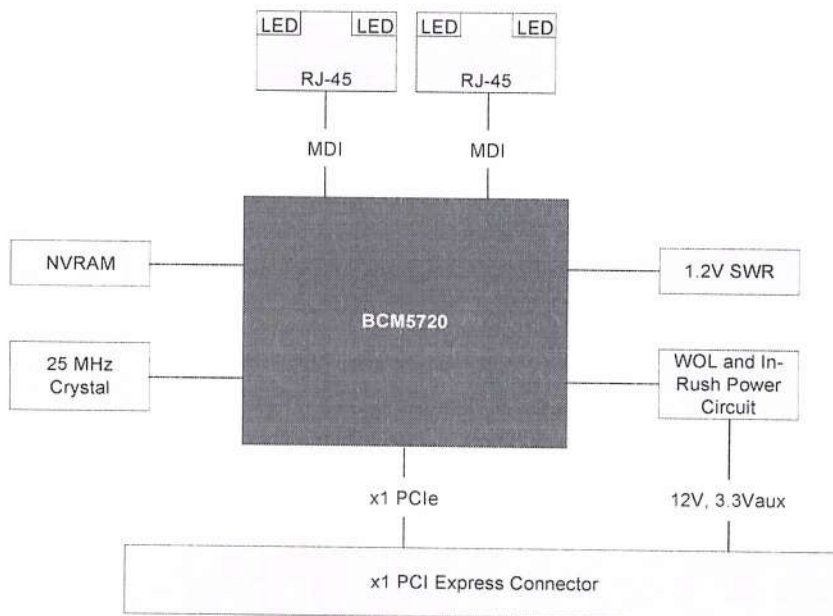 LED LED LED LED
RJ-45 RJ-45
MDI MDI
NVRAM
1.2V SWR
BCM5720
25 MHz
Crystal
WOL and In-
Rush Power
Circuit
x1 PCIe
12V, 3.3Vaux
x1 PCI Express Connector